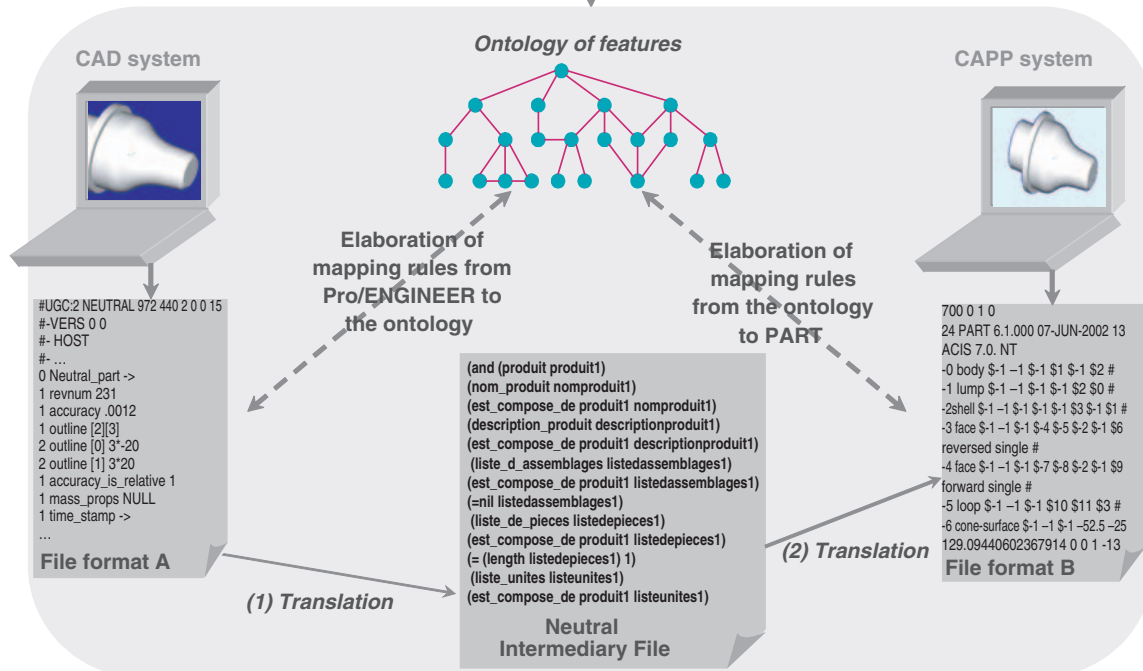 Ontology of features
CAD system
CAPP system
Elaboration of
mapping rules from
Pro/ENGINEER to
the ontology
Elaboration of
mapping rules
from the ontology
to PART
#UGC:2 NEUTRAL 972 440 2 0 0 15
#-VERS 0 0
#- HOST
#- ...
0 Neutral_part ->
1 revnum 231
1 accuracy .0012
1 outline [2][3]
2 outline [0] 3*-20
2 outline [1] 3*20
1 accuracy_is_relative 1
1 mass_props NULL
1 time_stamp ->
...
File format A
(1) Translation
(and (produit produit1)
(nom_produit nomproduit1)
(est_compose_de produit1 nomproduit1)
(description_produit descriptionproduit1)
(est_compose_de produit1 descriptionproduit1)
(liste_d_assemblages listedassemblages1)
(est_compose_de produit1 listedassemblages1)
(=nil listedassemblages1)
(liste_de_pieces listedepieces1)
(est_compose_de produit1 listedepieces1)
(= (length listedepieces1) 1)
(liste_unites listeunites1)
(est_compose_de produit1 listeunites1)
Neutral
Intermediary File
(2) Translation
700 0 1 0
24 PART 6.1.000 07-JUN-2002 13
ACIS 7.0. NT
-0 body $-1 –1 $-1 $1 $-1 $2 #
-1 lump $-1 –1 $-1 $-1 $2 $0 #
-2shell $-1 –1 $-1 $-1 $-1 $3 $-1 $1 #
-3 face $-1 –1 $-1 $-4 $-5 $-2 $-1 $6
reversed single #
-4 face $-1 –1 $-1 $-7 $-8 $-2 $-1 $9
forward single #
-5 loop $-1 –1 $-1 $10 $11 $3 #
-6 cone-surface $-1 –1 $-1 –52.5 –25
129.09440602367914 0 0 1 -13
File format B